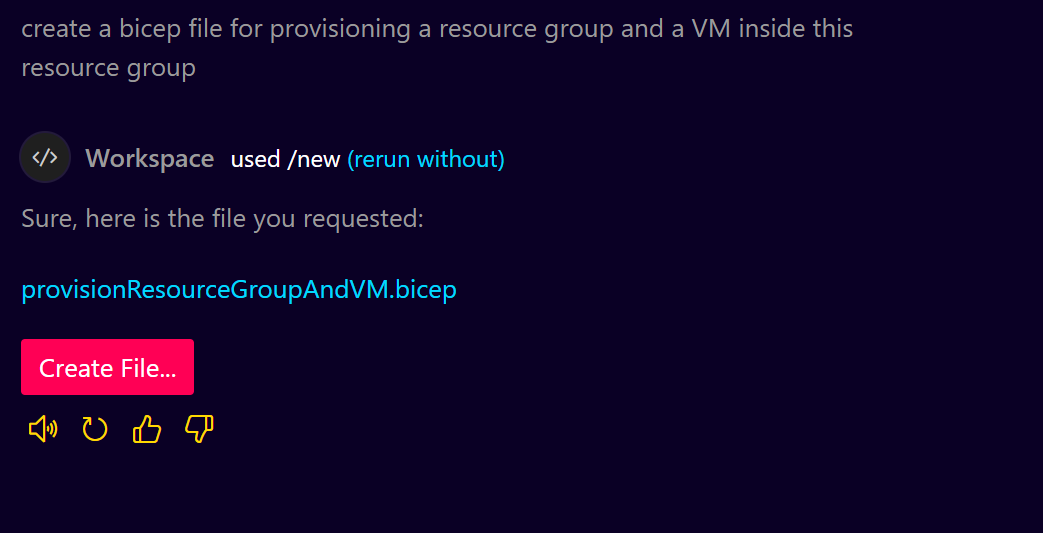 create a bicep file for provisioning a resource group and a VM inside this
resource group
</> Workspace used /new (rerun without)
Sure, here is the file you requested:
provisionResourceGroupAndVM.bicep
Create File...